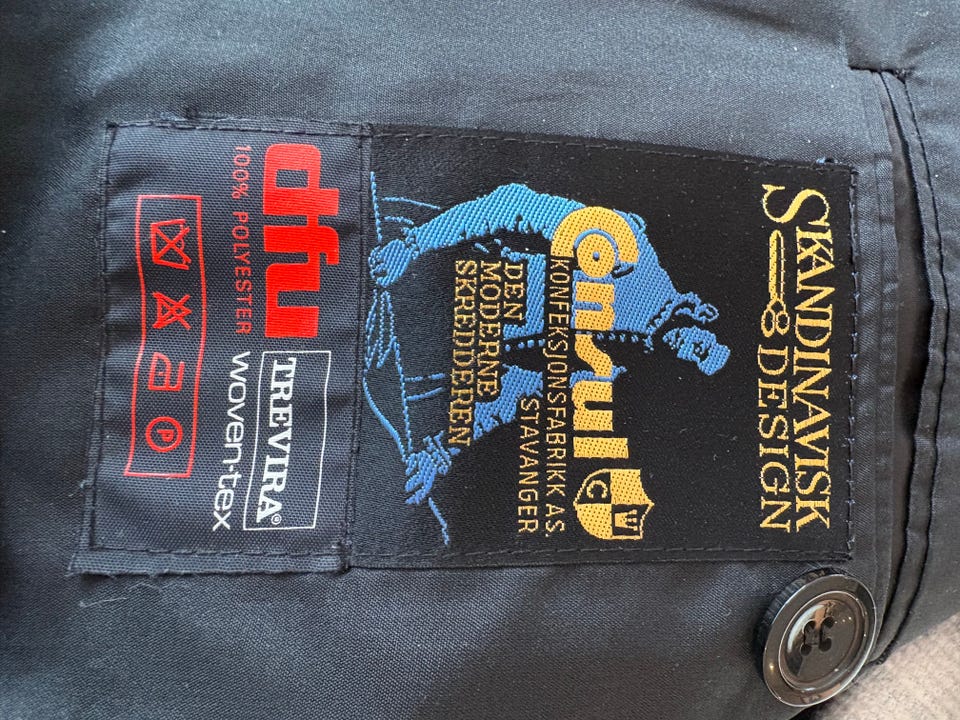 SKANDINAVISK
DESIGN
Consul
C W
KONFEKSJONSFABRIKK AS.
STAVANGER
DEN
MODERNE
SKREDDEREN
dfu TREVIRA®
100% POLYESTER woven-tex
P